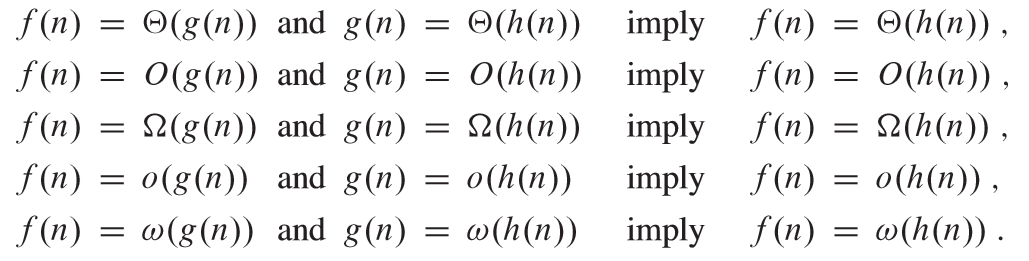 f(n) = Θ(g(n)) and g(n) = Θ(h(n)) imply f(n) = Θ(h(n)) ,
f(n) = O(g(n)) and g(n) = O(h(n)) imply f(n) = O(h(n)) ,
f(n) = Ω(g(n)) and g(n) = Ω(h(n)) imply f(n) = Ω(h(n)) ,
f(n) = o(g(n)) and g(n) = o(h(n)) imply f(n) = o(h(n)) ,
f(n) = ω(g(n)) and g(n) = ω(h(n)) imply f(n) = ω(h(n)) .